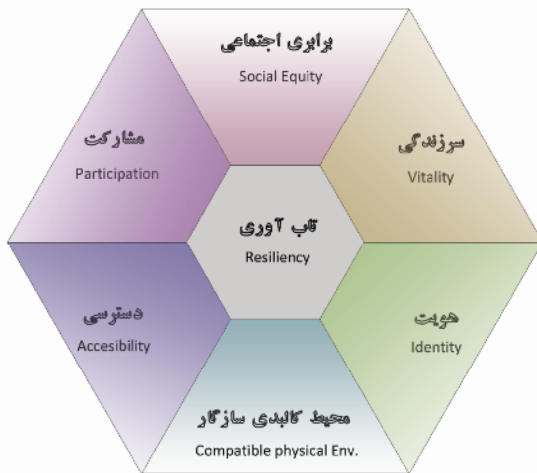 برابری اجتماعی
Social Equity
مشارکت
Participation
سرزندگی
Vitality
تاب آوری
Resiliency
دسترسی
Accesibility
هویت
Identity
محیط کالبدی سازگار
Compatible physical Env.